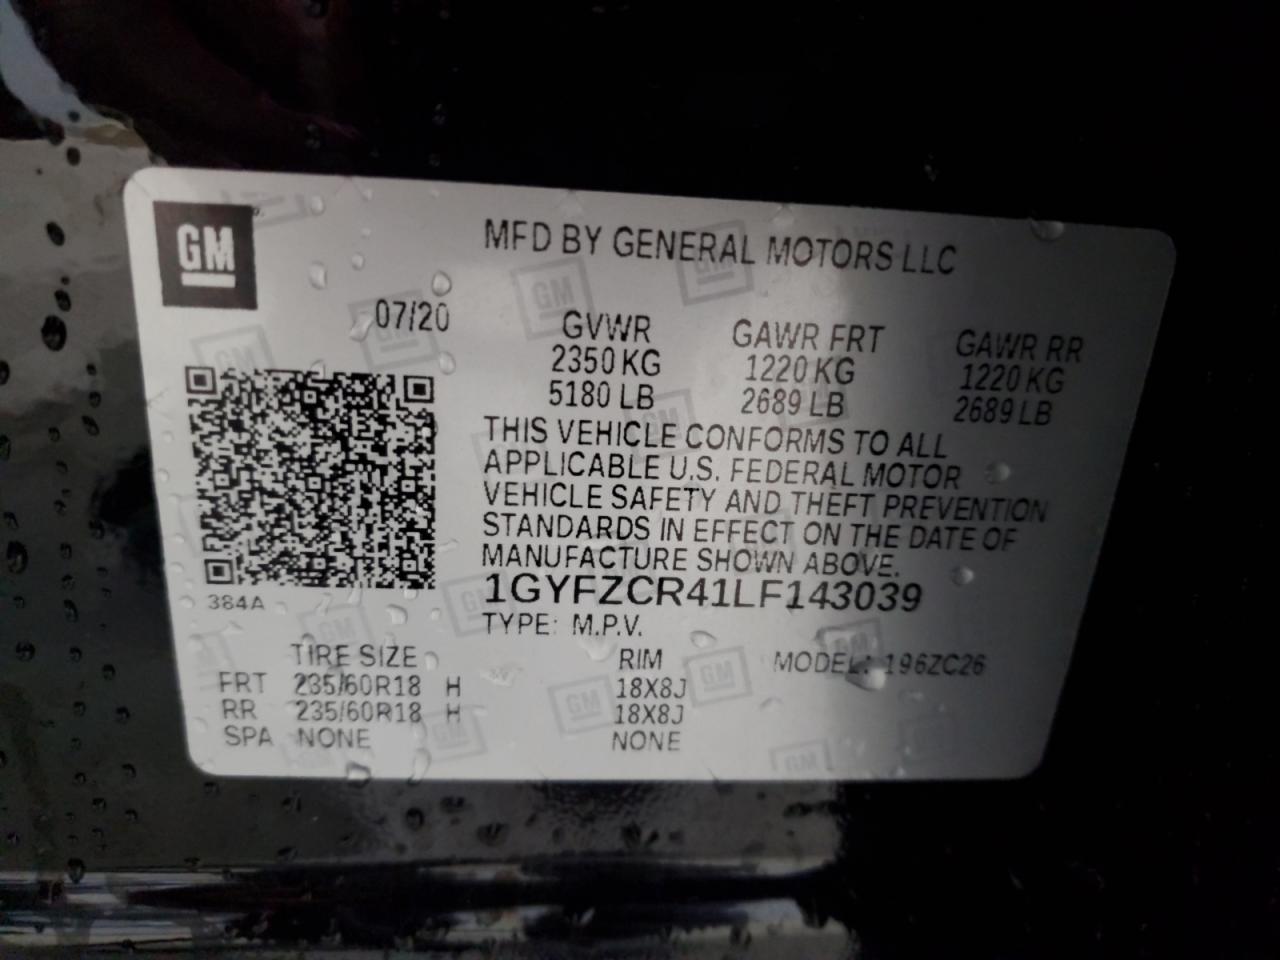 GM
MFD BY GENERAL MOTORS LLC
07/20
GVWR GAWR FRT GAWR RR
2350 KG 1220 KG 1220 KG
5180 LB 2689 LB 2689 LB
THIS VEHICLE CONFORMS TO ALL
APPLICABLE U.S. FEDERAL MOTOR
VEHICLE SAFETY AND THEFT PREVENTION
STANDARDS IN EFFECT ON THE DATE OF
MANUFACTURE SHOWN ABOVE.
384A
1GYFZCR41LF143039
TYPE: M.P.V.
TIRE SIZE RIM MODEL: 196ZC26
FRT 235/60R18 H 18X8J
RR 235/60R18 H 18X8J
SPA NONE NONE